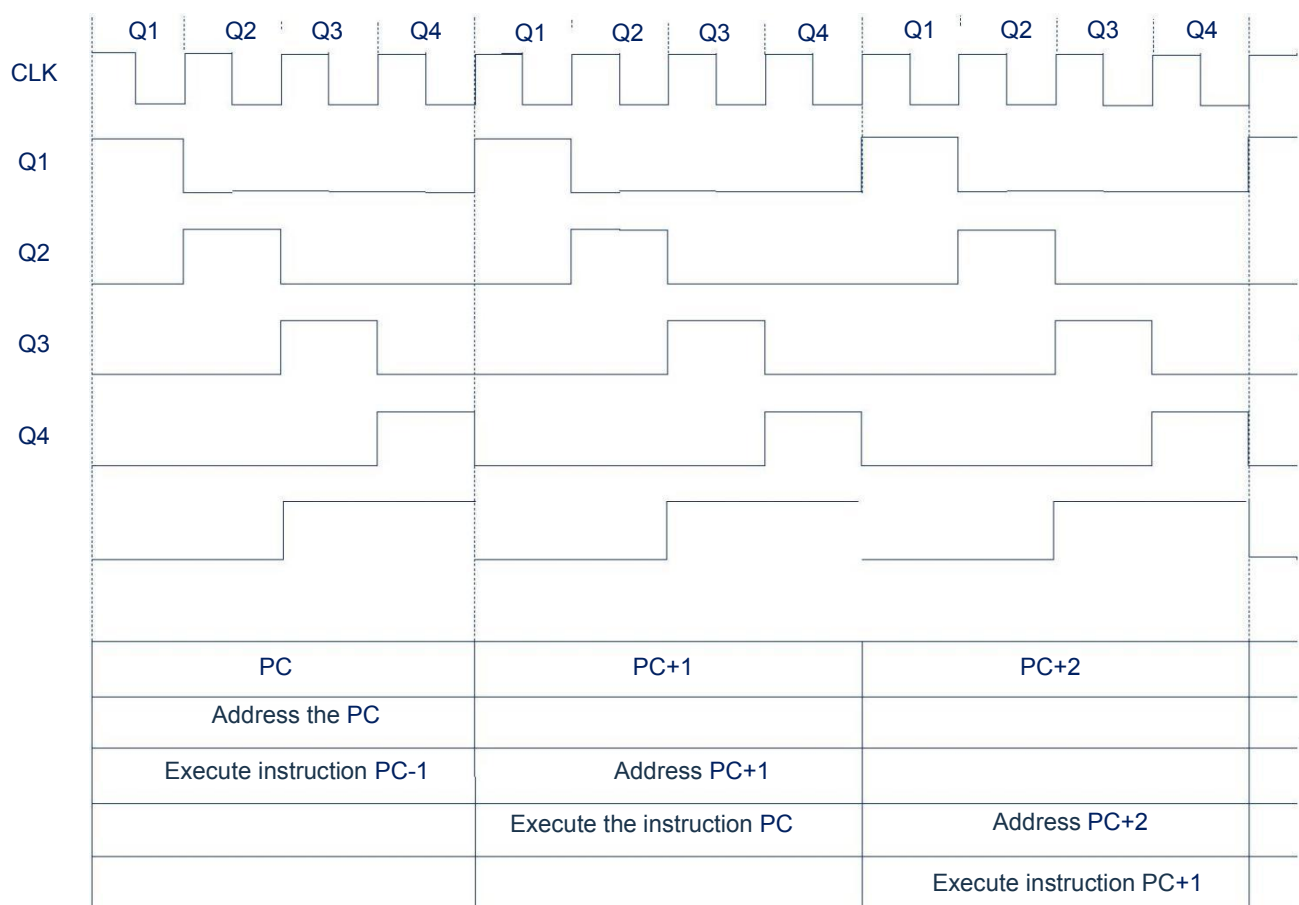 Q1 Q2 Q3 Q4 Q1 Q2 Q3 Q4 Q1 Q2 Q3 Q4
CLK
Q1
Q2
Q3
Q4
PC PC+1 PC+2
Address the PC
Execute instruction PC-1 Address PC+1
Execute the instruction PC Address PC+2
Execute instruction PC+1